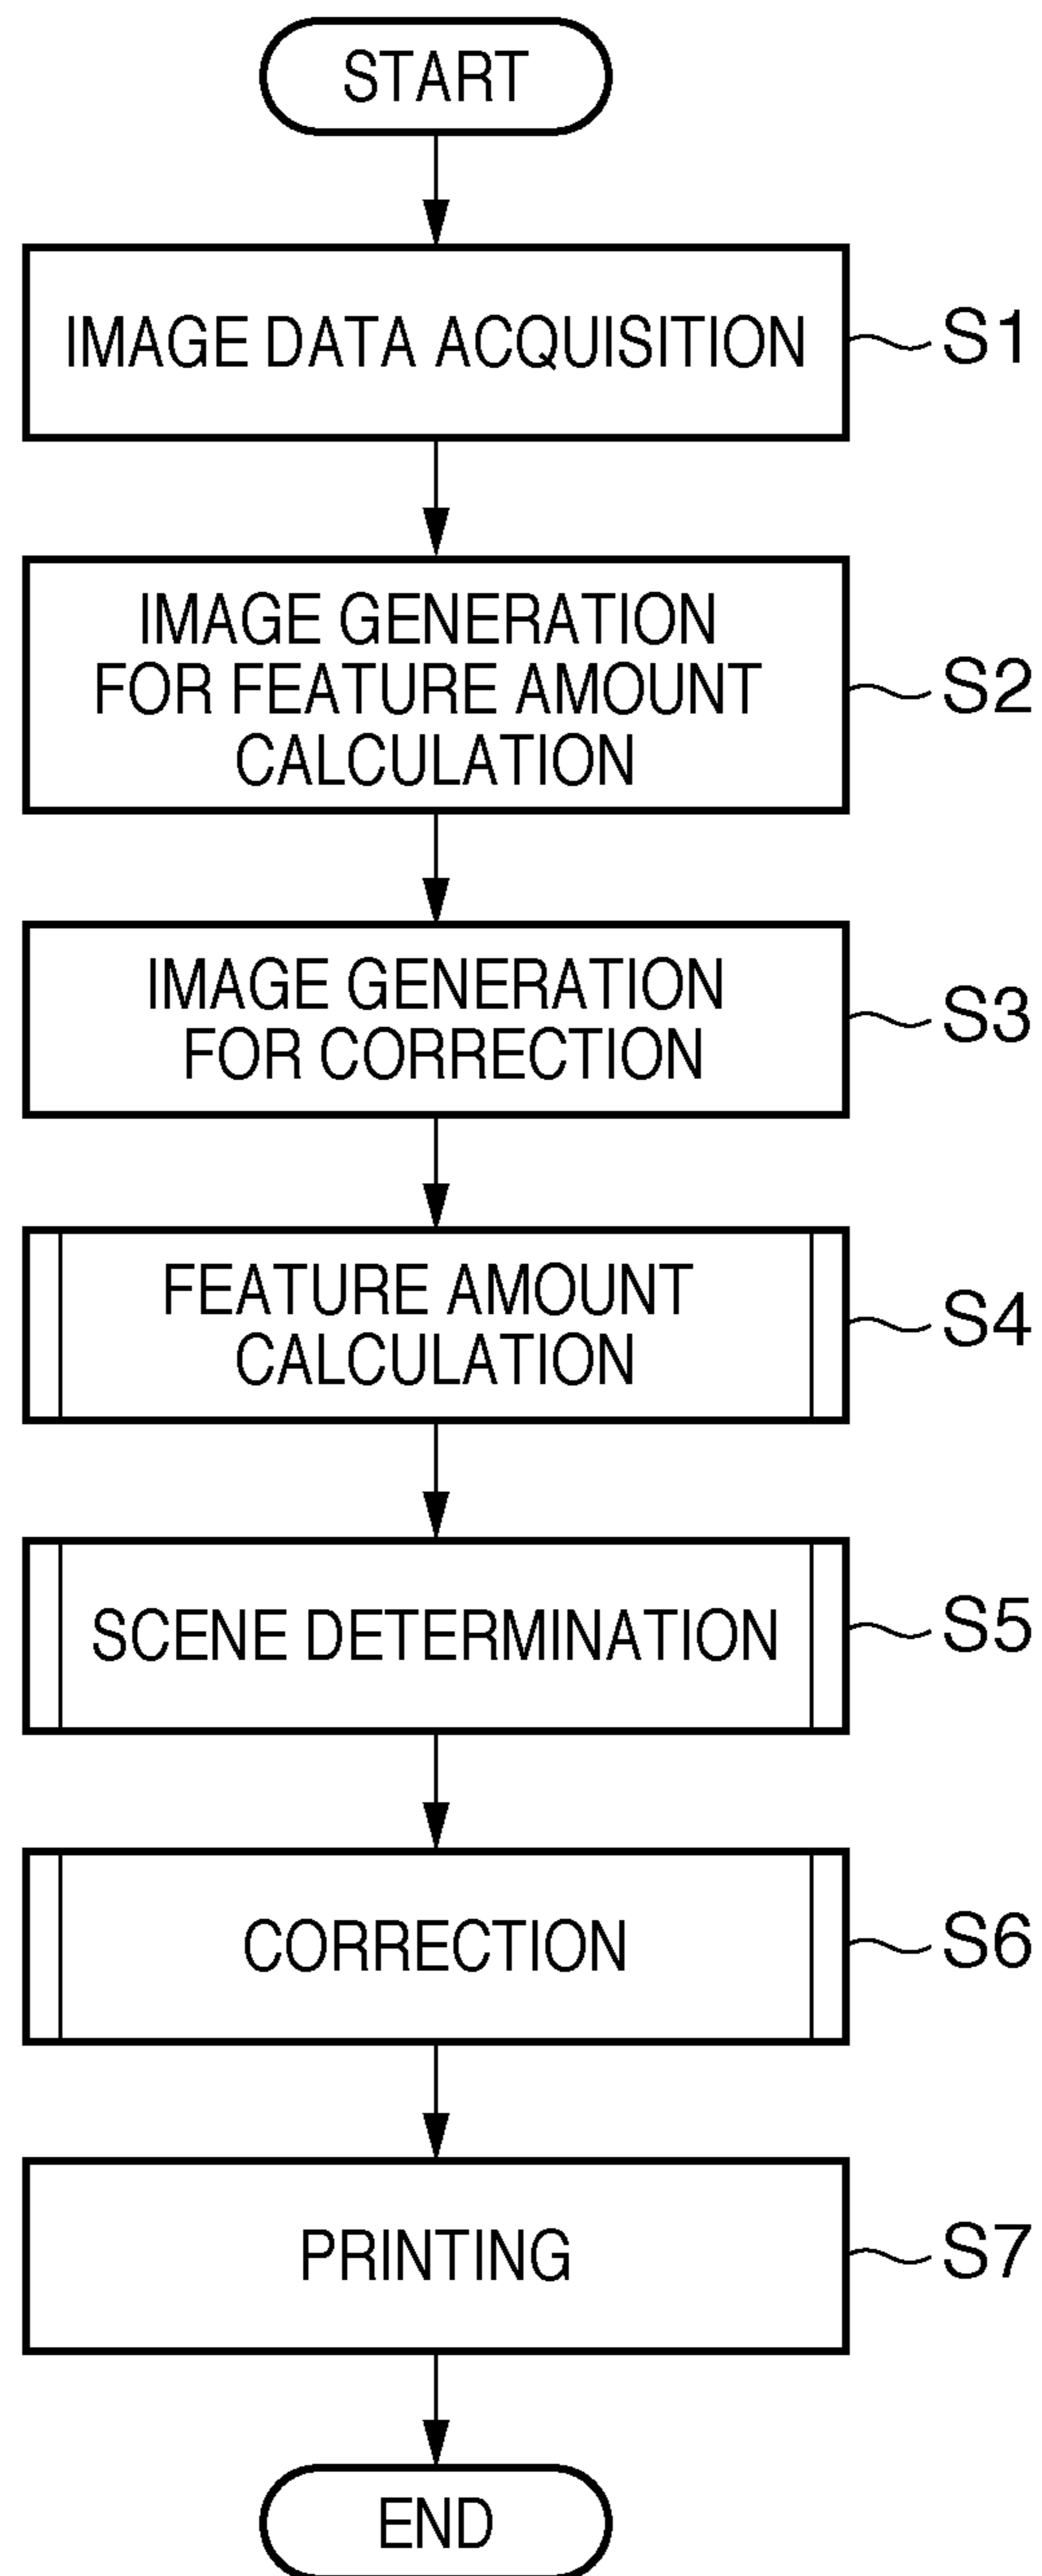 START
IMAGE DATA ACQUISITION
S1
IMAGE GENERATION
FOR FEATURE AMOUNT
CALCULATION
S2
IMAGE GENERATION
FOR CORRECTION
S3
FEATURE AMOUNT
CALCULATION
S4
SCENE DETERMINATION
S5
CORRECTION
S6
PRINTING
S7
END